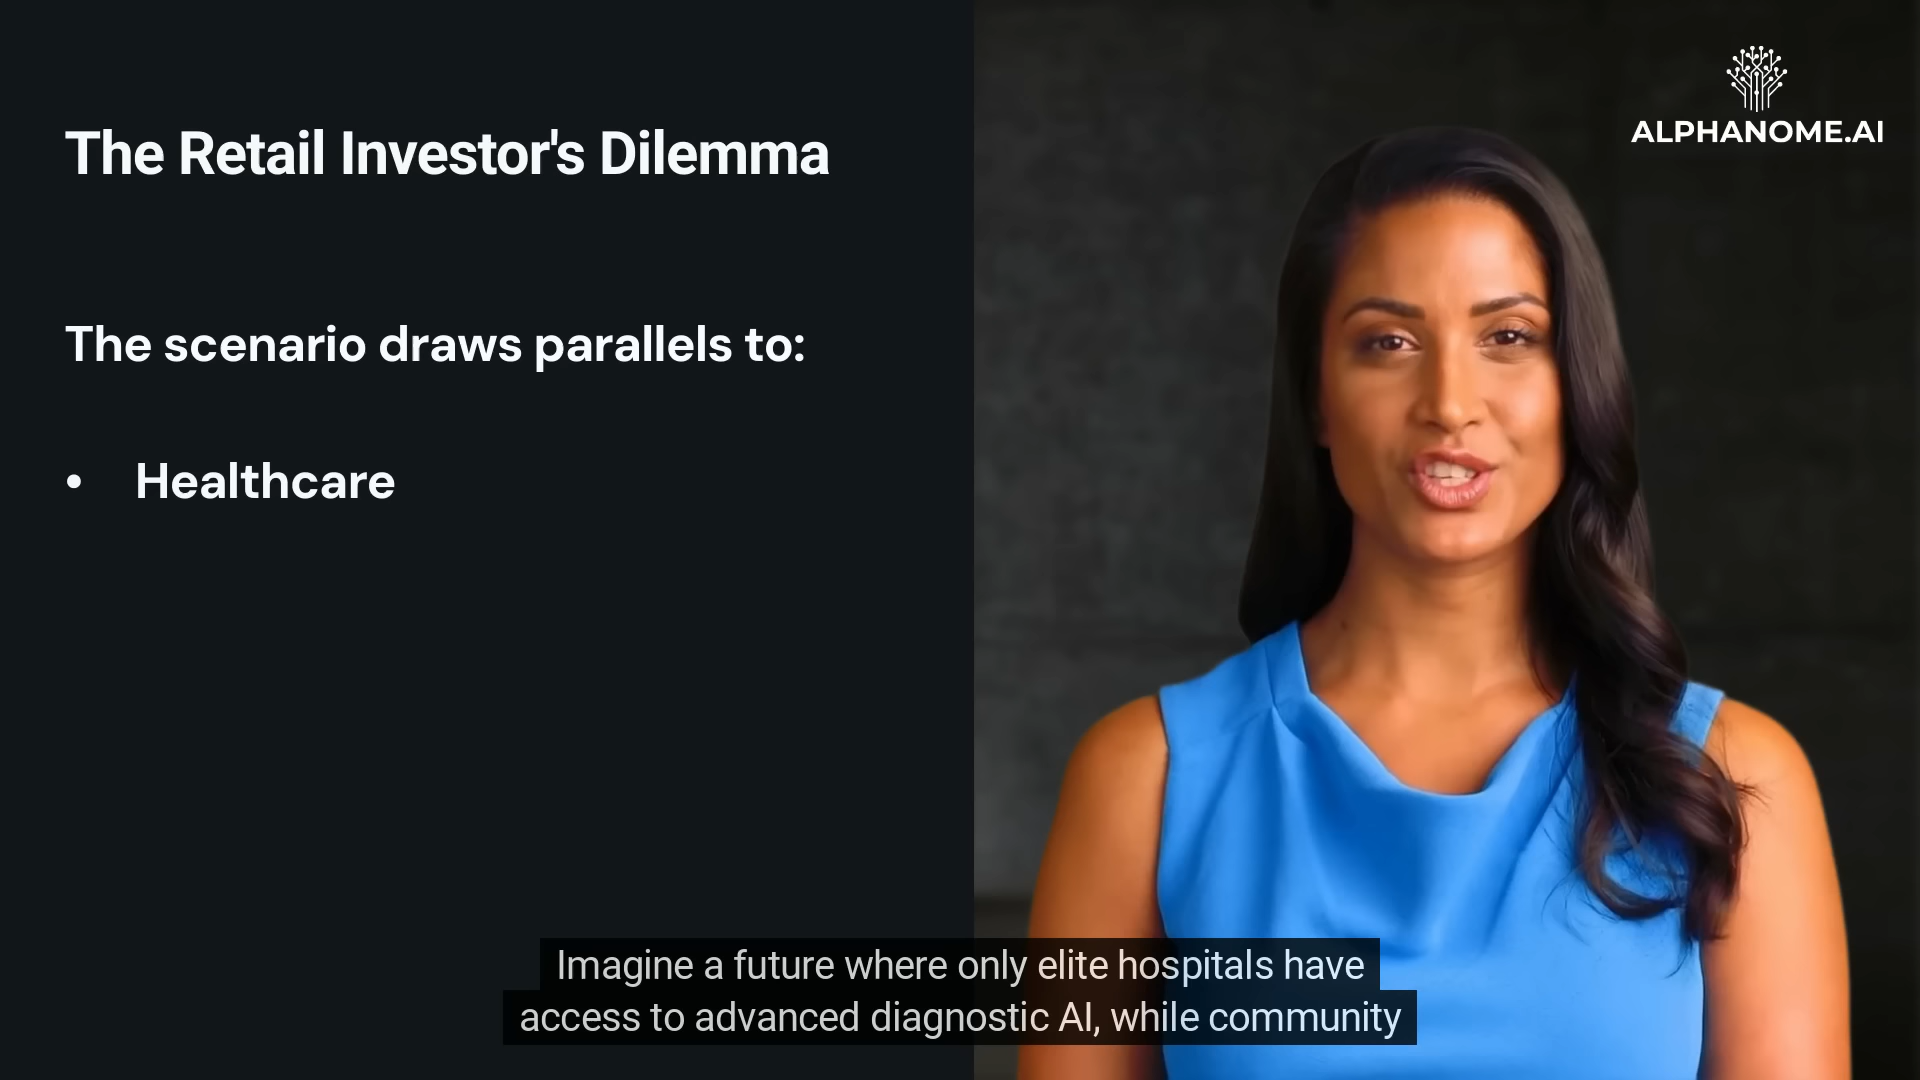 ALPHANOME.AI
The Retail Investor's Dilemma
The scenario draws parallels to:
• Healthcare
Imagine a future where only elite hospitals have
access to advanced diagnostic AI, while community